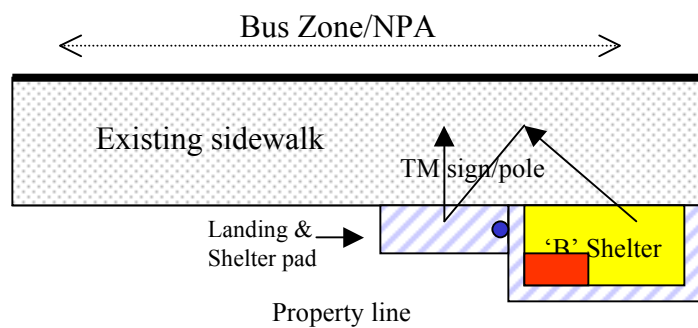 Bus Zone/NPA
Existing sidewalk
TM sign/pole
Landing &
Shelter pad
‘B’ Shelter
Property line